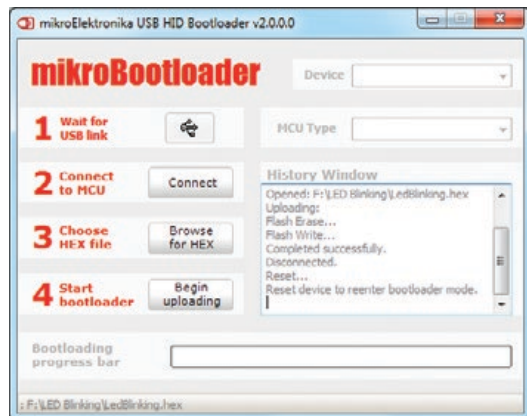 mikroElektronika USB HID Bootloader v2.0.0.0
mikroBootloader
Device
1 Wait for
USB link
MCU Type
2 Connect
to MCU
Connect
History Window
Opened: F:\LED Blinking\LedBlinking.hex
Uploading:
Flash Erase...
Flash Write...
Completed successfully.
Disconnected.
Reset...
Reset device to reenter bootloader mode.
3 Choose
HEX file
Browse
for HEX
4 Start
bootloader
Begin
uploading
Bootloading
progress bar
: F:\LED Blinking\LedBlinking.hex